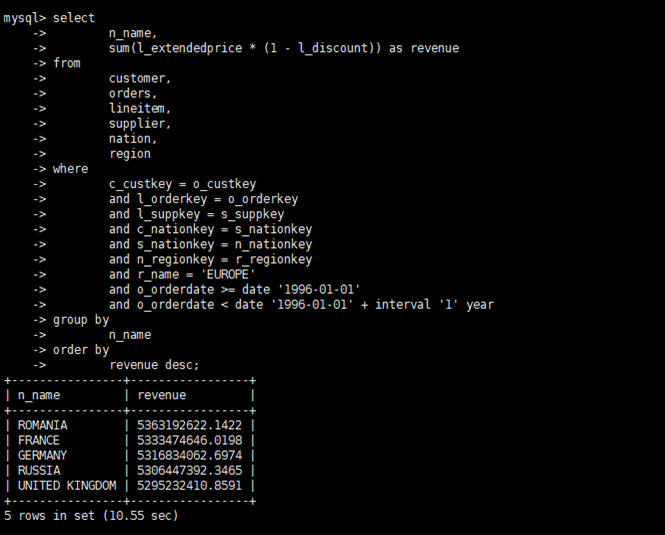 mysql> select
    ->         n_name,
    ->         sum(l_extendedprice * (1 - l_discount)) as revenue
    -> from
    ->         customer,
    ->         orders,
    ->         lineitem,
    ->         supplier,
    ->         nation,
    ->         region
    -> where
    ->         c_custkey = o_custkey
    ->         and l_orderkey = o_orderkey
    ->         and l_suppkey = s_suppkey
    ->         and c_nationkey = s_nationkey
    ->         and s_nationkey = n_nationkey
    ->         and n_regionkey = r_regionkey
    ->         and r_name = 'EUROPE'
    ->         and o_orderdate >= date '1996-01-01'
    ->         and o_orderdate < date '1996-01-01' + interval '1' year
    -> group by
    ->         n_name
    -> order by
    ->         revenue desc;
+----------------+-----------------+
| n_name         | revenue         |
+----------------+-----------------+
| ROMANIA        | 5363192622.1422 |
| FRANCE         | 5333474646.0198 |
| GERMANY        | 5316834062.6974 |
| RUSSIA         | 5306447392.3465 |
| UNITED KINGDOM | 5295232410.8591 |
+----------------+-----------------+
5 rows in set (10.55 sec)